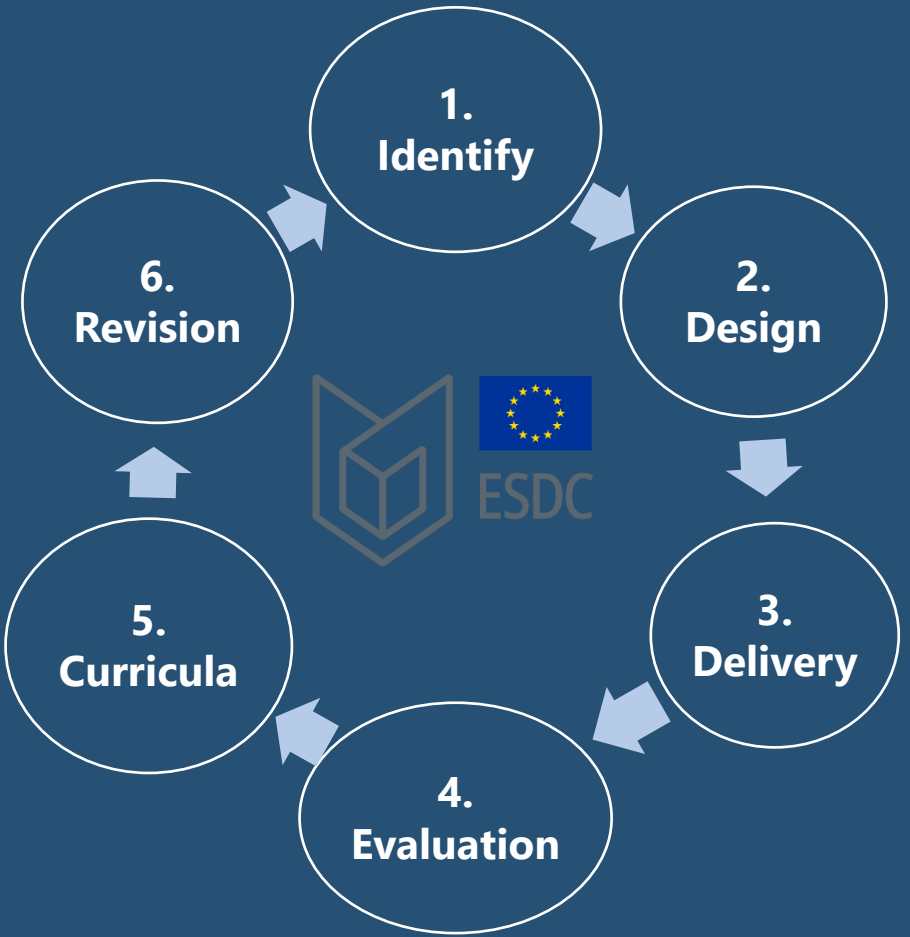 1.
Identify
2.
Design
3.
Delivery
4.
Evaluation
5.
Curricula
6.
Revision
ESDC